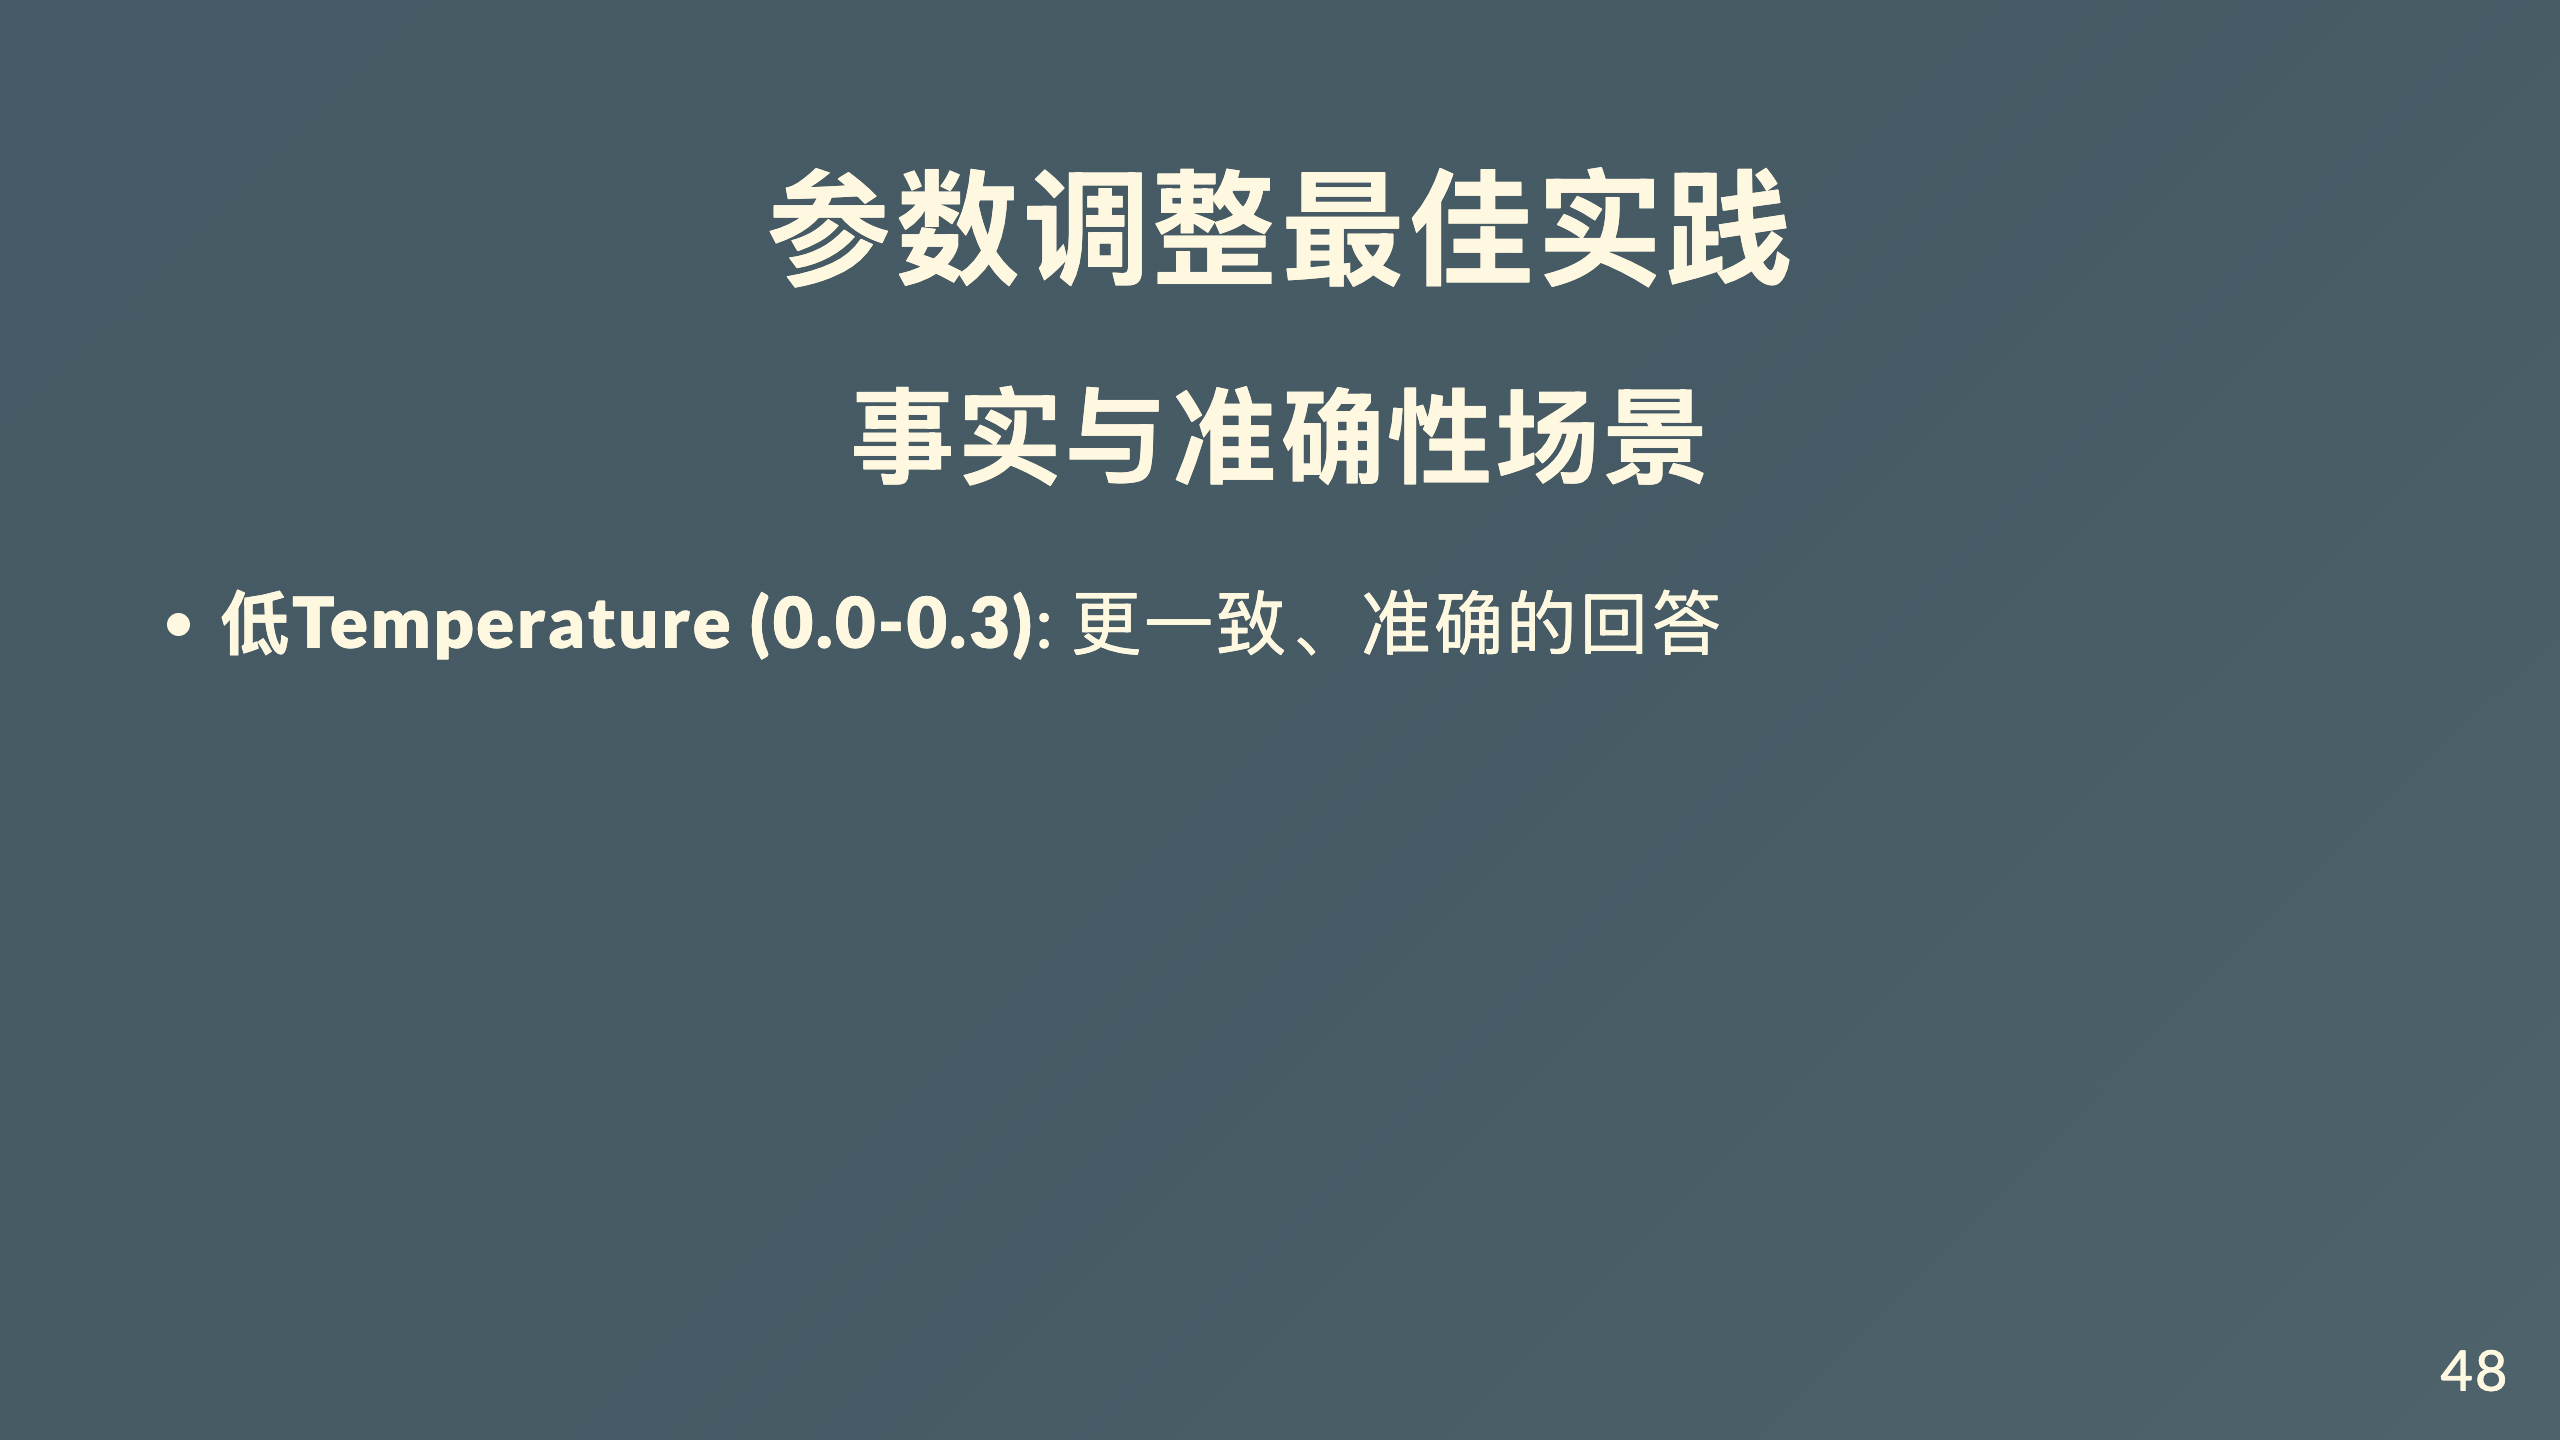 参数调整最佳实践
事实与准确性场景
• 低Temperature (0.0-0.3): 更一致、准确的回答
48